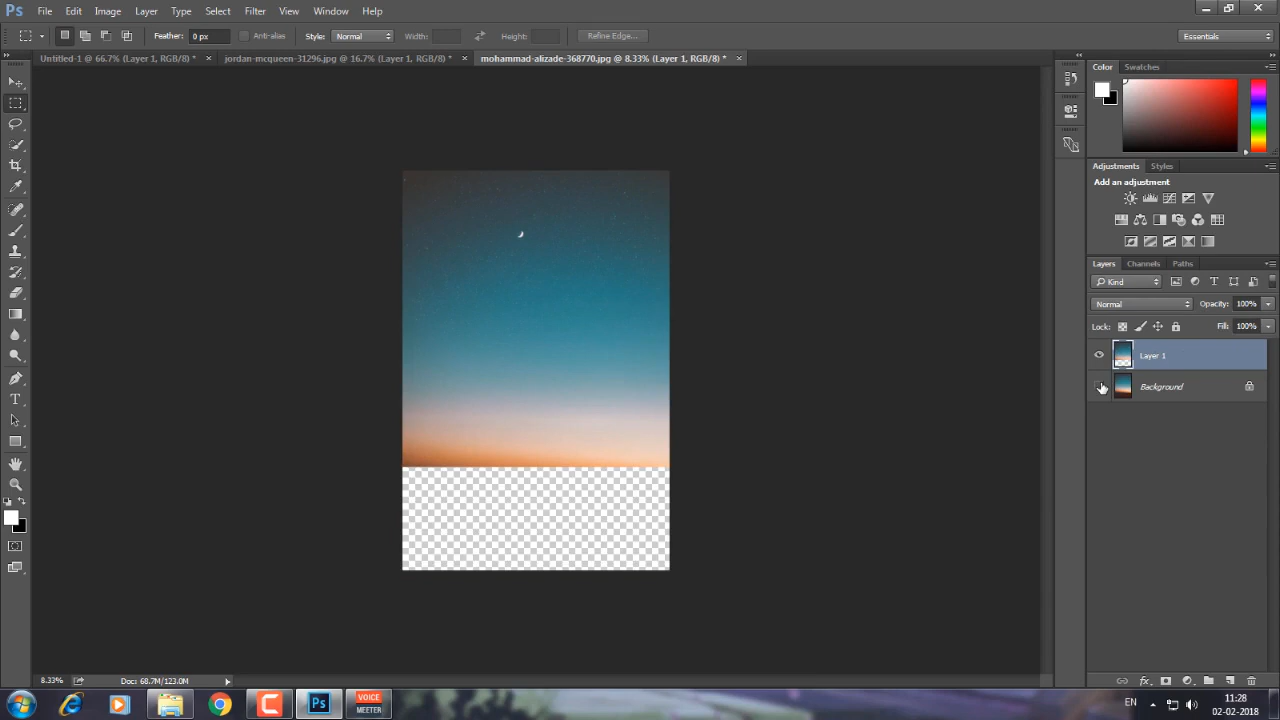 Ps File Edit Image Layer Type Select Filter View Window Help
Feather: 0 px Anti-alias Style: Normal Width: Height: Refine Edge... Essentials
Untitled-1 @ 66.7% (Layer 1, RGB/8) * × jordan-mcqueen-31296.jpg @ 16.7% (Layer 1, RGB/8) * × mohammad-alizade-368770.jpg @ 8.33% (Layer 1, RGB/8) * ×
Color Swatches
Adjustments Styles
Add an adjustment
Layers Channels Paths
Kind
Normal Opacity: 100%
Lock: Fill: 100%
Layer 1
Background
8.33% Doc: 68.7M/123.0M
Ps VOICE MEETER EN 11:28
02-02-2018